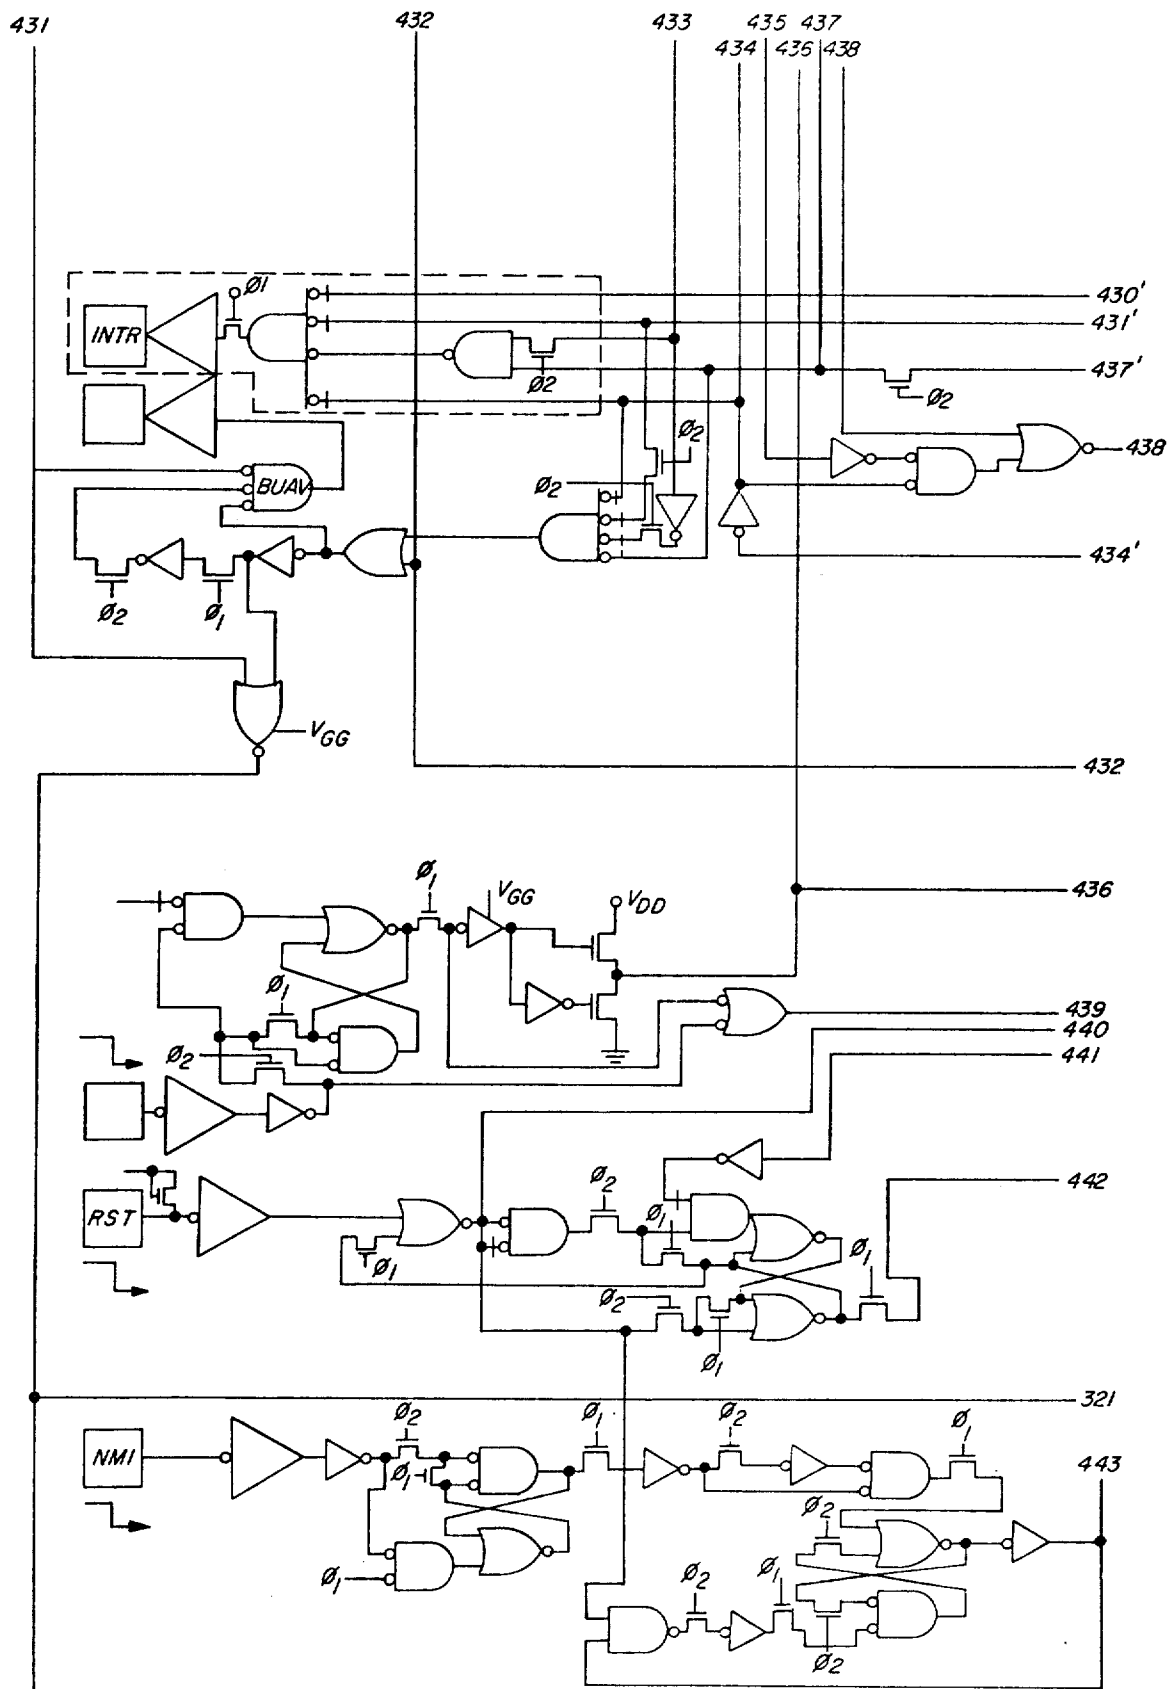 431 432 433 435 437
434 436 438
Ø1 430'
INTR 431'
Ø2 437'
Ø2
Ø2
438
BUAV Ø2
434'
Ø2 Ø1
VGG
432
Ø1 VGG VDD 436
Ø1 439
440
Ø2 441
Ø2 442
RST Ø1 Ø1
Ø1 Ø2
Ø1
321
Ø2 Ø1 Ø2 Ø1
NMI Ø1 443
Ø2
Ø1 Ø2 Ø1
Ø2